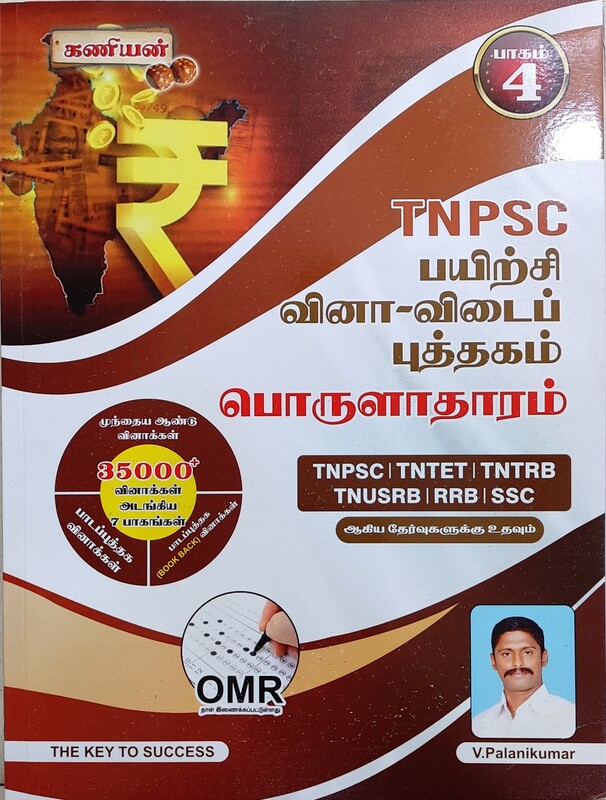 கணியன்
பாகம்
4
TNPSC
பயிற்சி
வினா-விடைப்
புத்தகம்
பொருளாதாரம்
முந்தைய ஆண்டு
வினாக்கள்
35000+
வினாக்கள்
அடங்கிய
7 பாகங்கள்
பாடப்புத்தக
வினாக்கள்
பாடப்புத்தக
(BOOK BACK) வினாக்கள்
TNPSC | TNTET | TNTRB
TNUSRB | RRB | SSC
ஆகிய தேர்வுகளுக்கு உதவும்
OMR
தாள் இணைக்கப்பட்டுள்ளது
THE KEY TO SUCCESS
V.Palanikumar